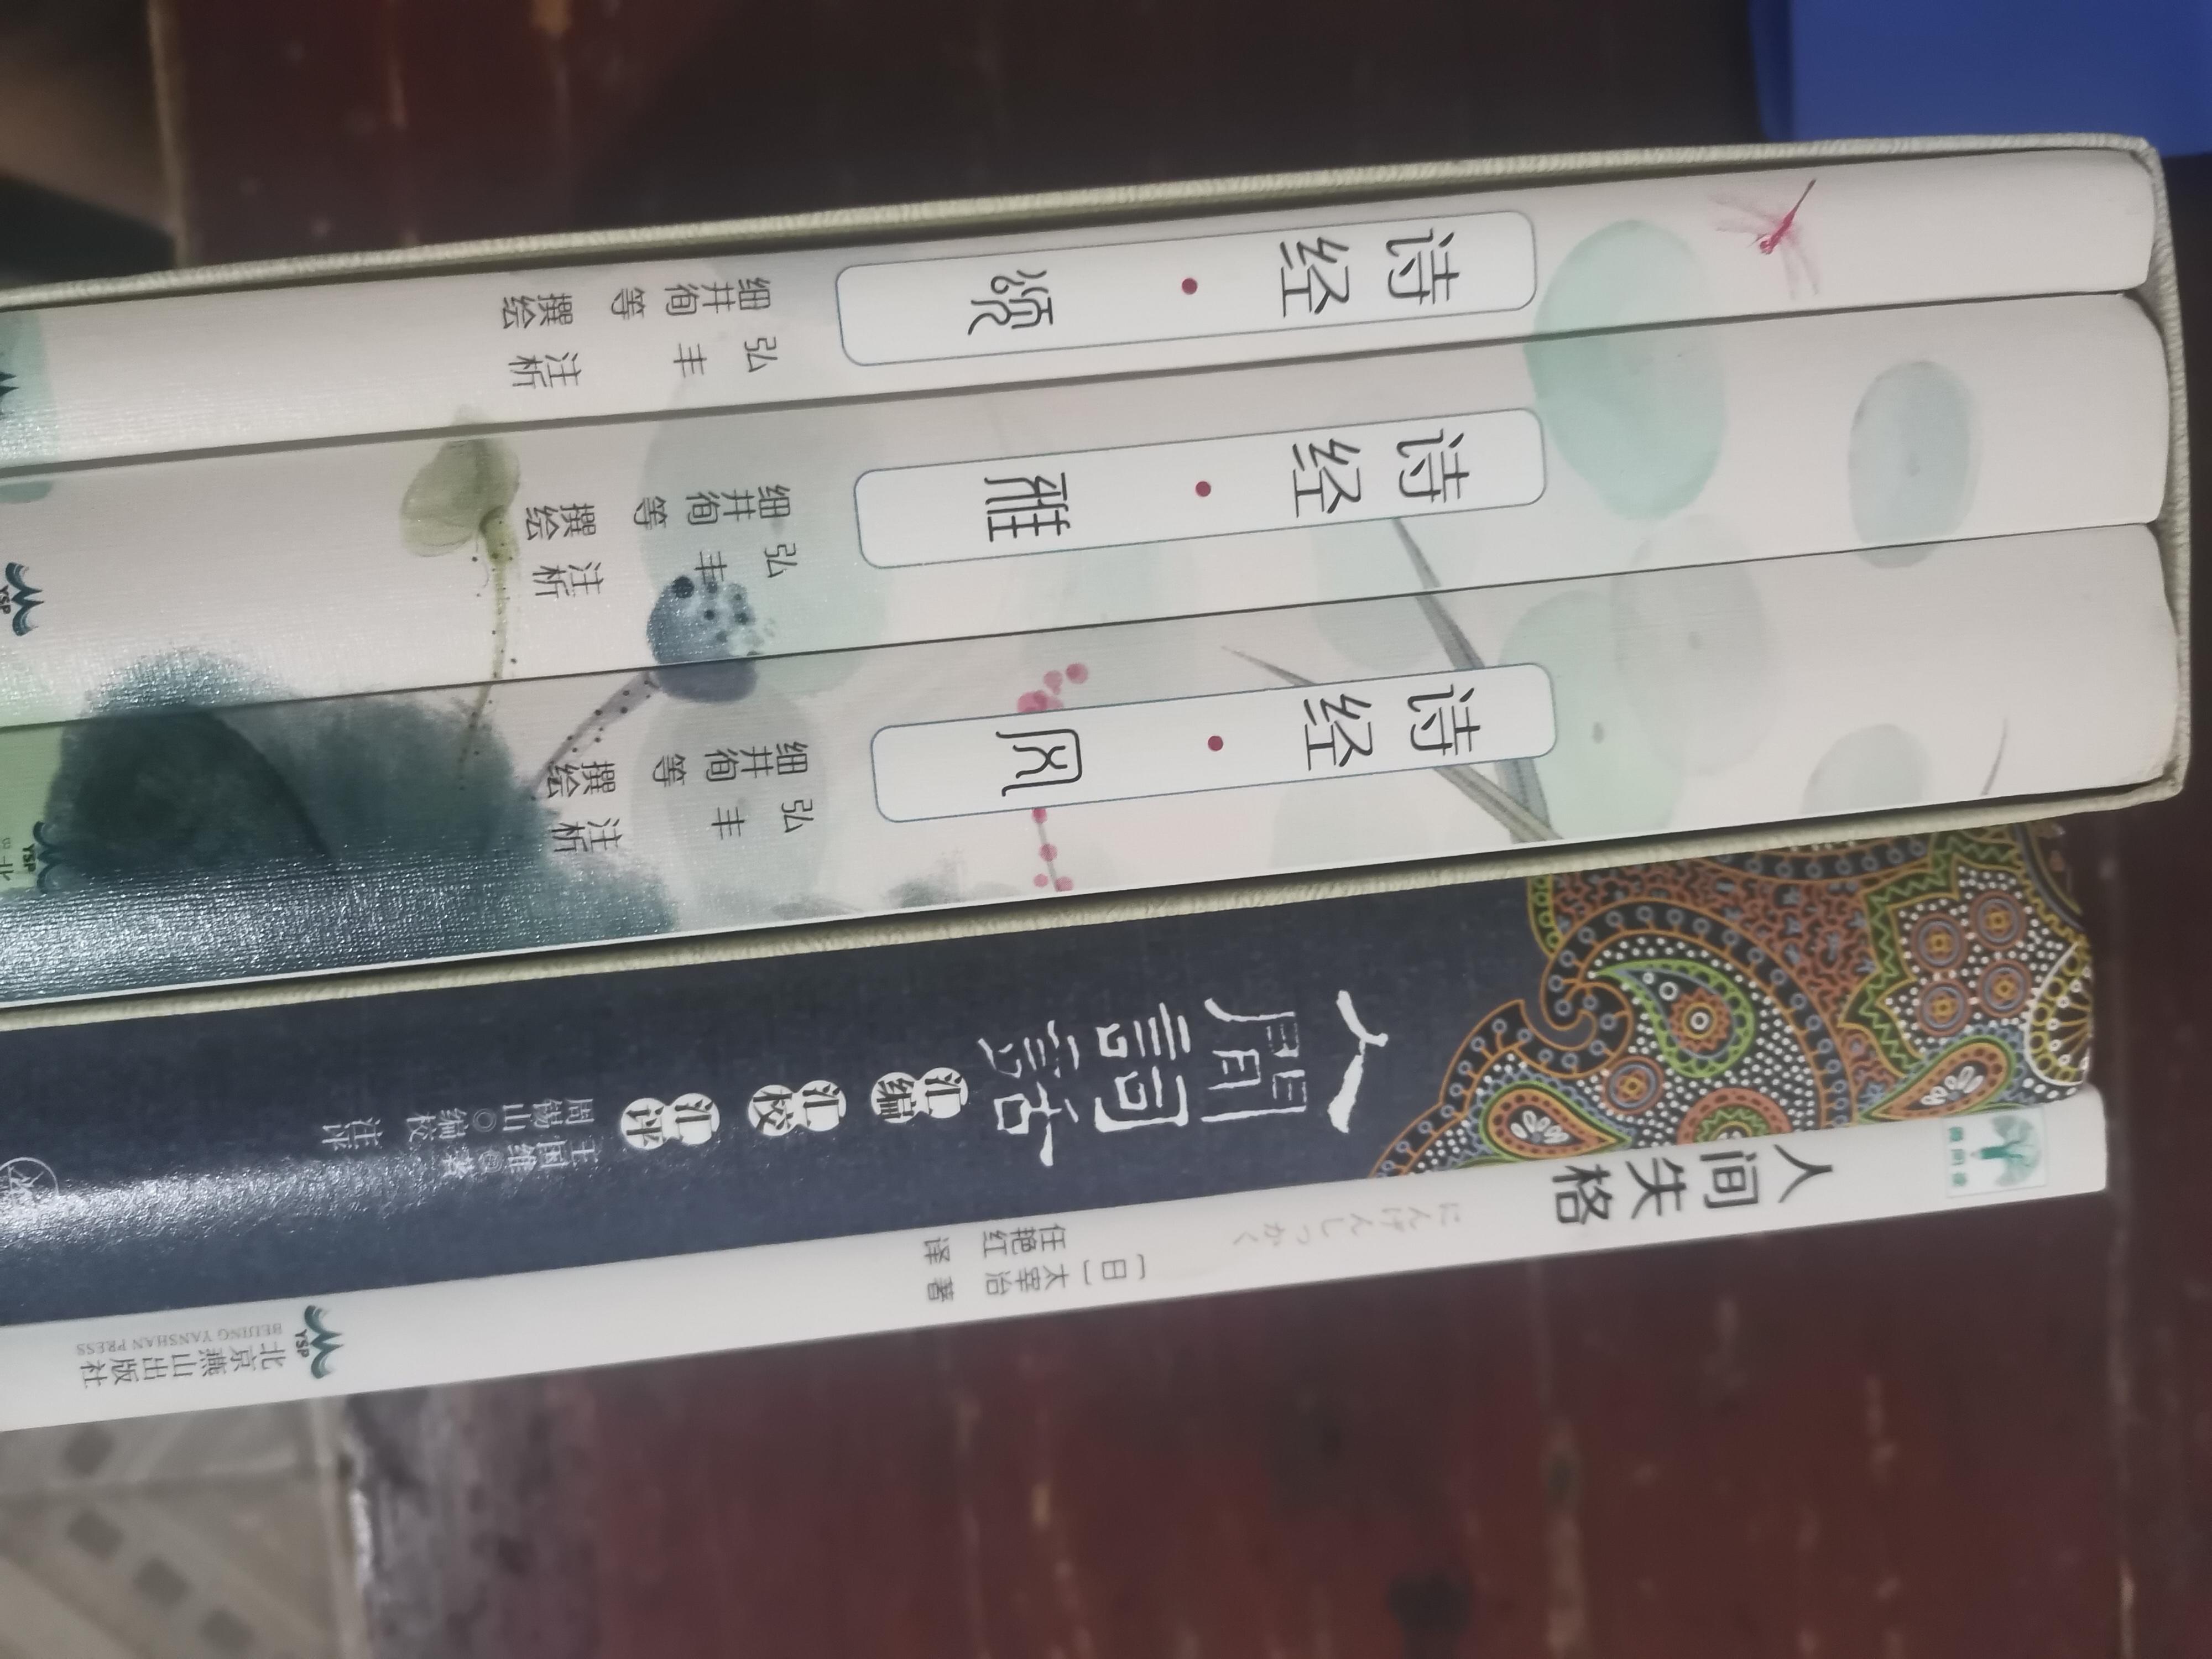 诗经·颂
细井徇等 撰绘
弘丰 注析
诗经·雅
细井徇等 撰绘
弘丰 注析
YSP
诗经·风
细井徇等 撰绘
弘丰 注析
YSP
北
人間詞話
汇编
汇校
汇评
王国维◎著
周锡山◎编校 注评
人间失格
にんげんしっかく
[日]太宰治 著
任艳红 译
YSP
北京燕山出版社
BEIJING YANSHAN PRESS